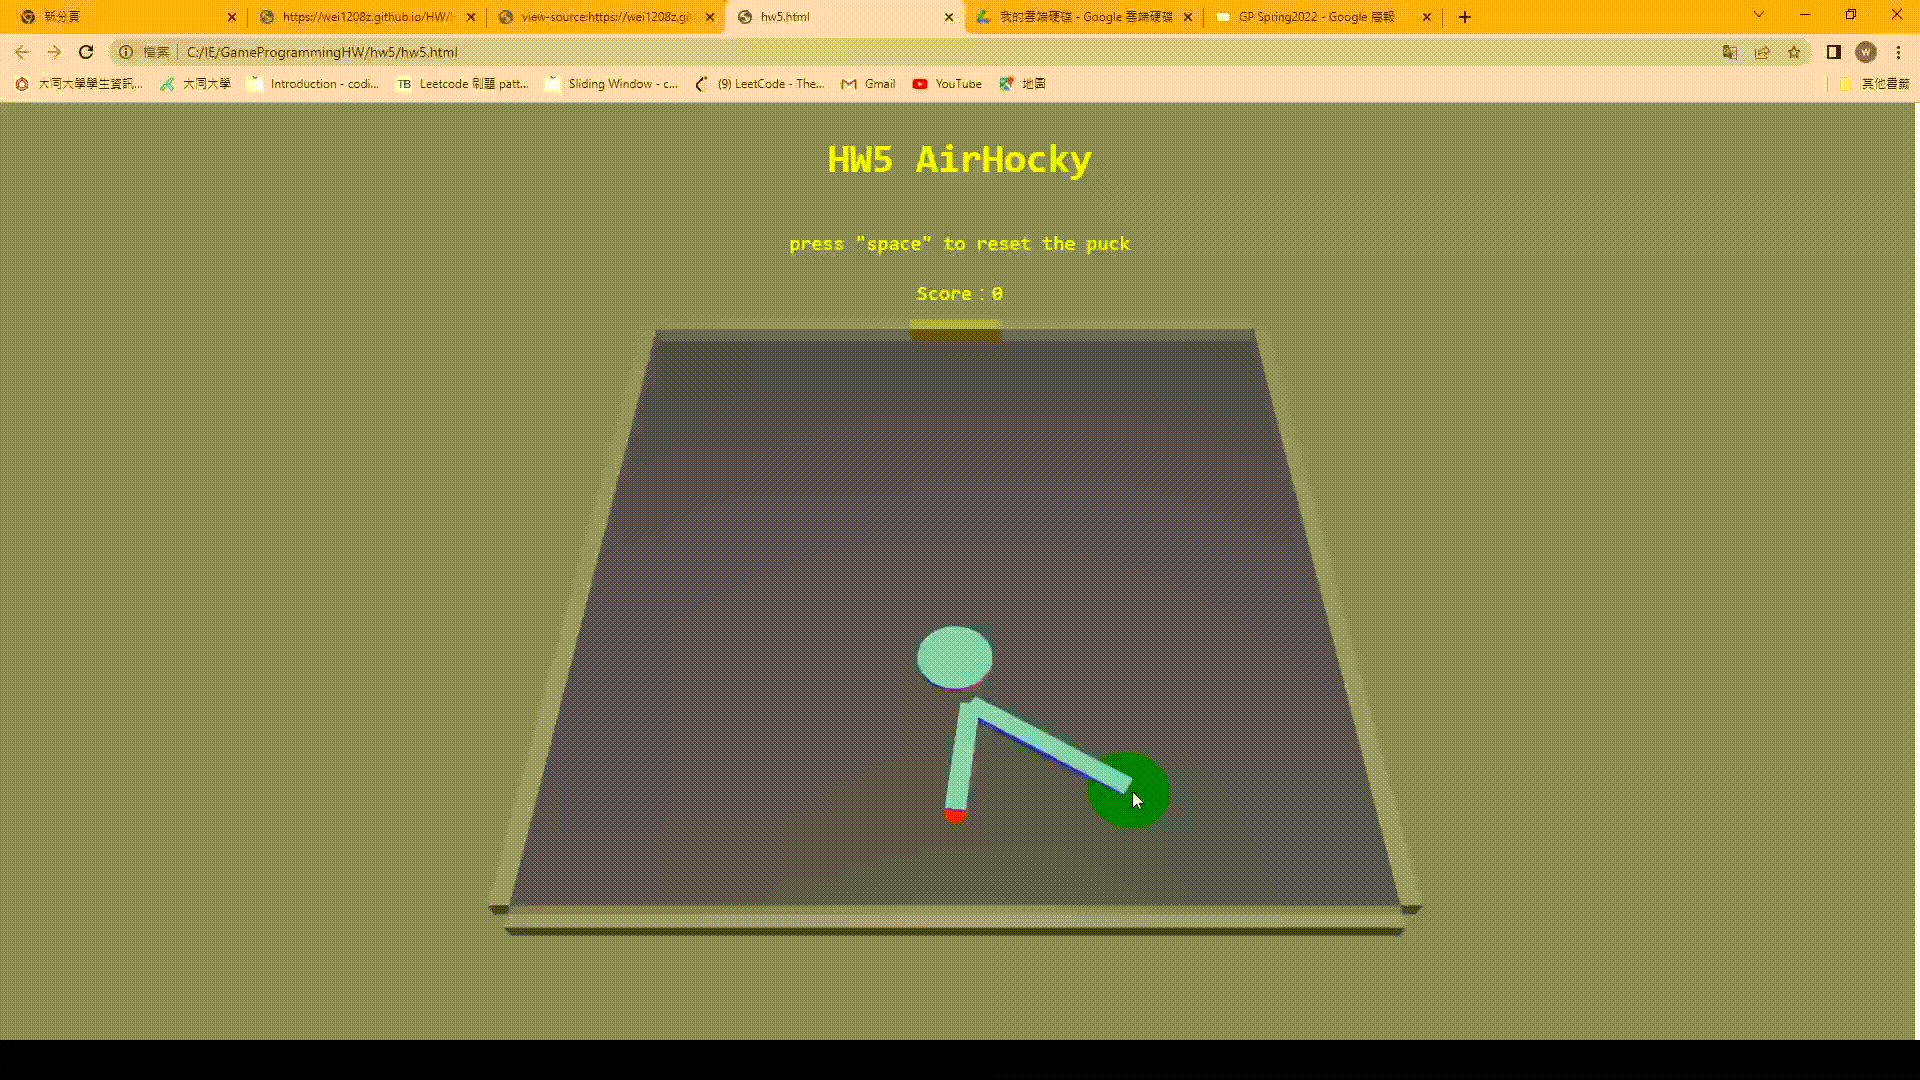 新分頁
https://wei1208z.github.io/HW/
view-source:https://wei1208z.git
hw5.html
我的雲端硬碟 - Google 雲端硬碟
GP Spring2022 - Google 簡報
檔案
C:/IE/GameProgrammingHW/hw5/hw5.html
W
大同大學學生資訊...
大同大學
Introduction - codi...
TB
Leetcode 刷題 patt...
Sliding Window - c...
(9) LeetCode - The...
Gmail
YouTube
地圖
其他書籤
HW5 AirHocky
press "space" to reset the puck
Score：0